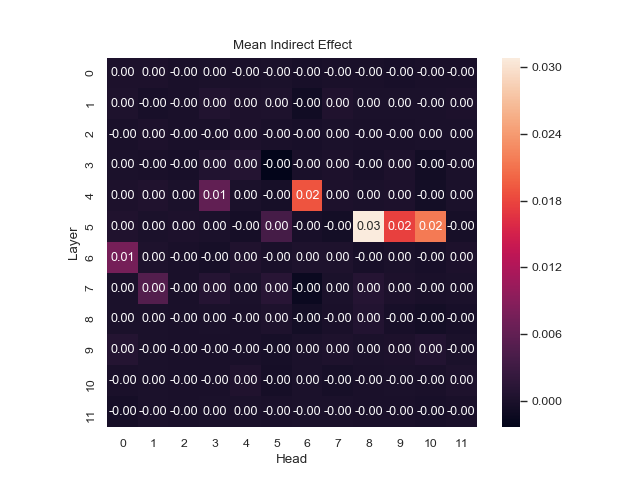 Mean Indirect Effect
0 0.00 0.00 -0.00 0.00 -0.00 -0.00 -0.00 -0.00 0.00 -0.00 -0.00 -0.00
1 0.00 -0.00 -0.00 0.00 0.00 -0.00 -0.00 0.00 0.00 0.00 -0.00 0.00
2 -0.00 0.00 -0.00 -0.00 0.00 -0.00 -0.00 -0.00 -0.00 0.00 0.00 0.00
3 0.00 -0.00 -0.00 0.00 0.00 -0.00 -0.00 0.00 -0.00 0.00 -0.00 0.00
4 0.00 0.00 0.00 0.01 0.00 -0.00 0.02 0.00 0.00 0.00 -0.00 0.00
5 0.00 0.00 0.00 0.00 -0.00 0.00 -0.00 -0.00 0.03 0.02 0.02 -0.00
6 0.01 0.00 -0.00 -0.00 0.00 -0.00 0.00 0.00 -0.00 0.00 -0.00 0.00
7 0.00 0.00 -0.00 0.00 -0.00 0.00 -0.00 -0.00 0.00 0.00 -0.00 0.00
8 0.00 0.00 -0.00 0.00 -0.00 0.00 -0.00 -0.00 0.00 -0.00 -0.00 -0.00
9 0.00 -0.00 -0.00 -0.00 0.00 -0.00 -0.00 0.00 0.00 -0.00 0.00 -0.00
10 -0.00 0.00 -0.00 -0.00 0.00 0.00 -0.00 -0.00 -0.00 -0.00 -0.00 0.00
11 -0.00 -0.00 -0.00 0.00 0.00 -0.00 -0.00 -0.00 -0.00 -0.00 -0.00 -0.00
0 1 2 3 4 5 6 7 8 9 10 11
Head
Layer
0.030
0.024
0.018
0.012
0.006
0.000